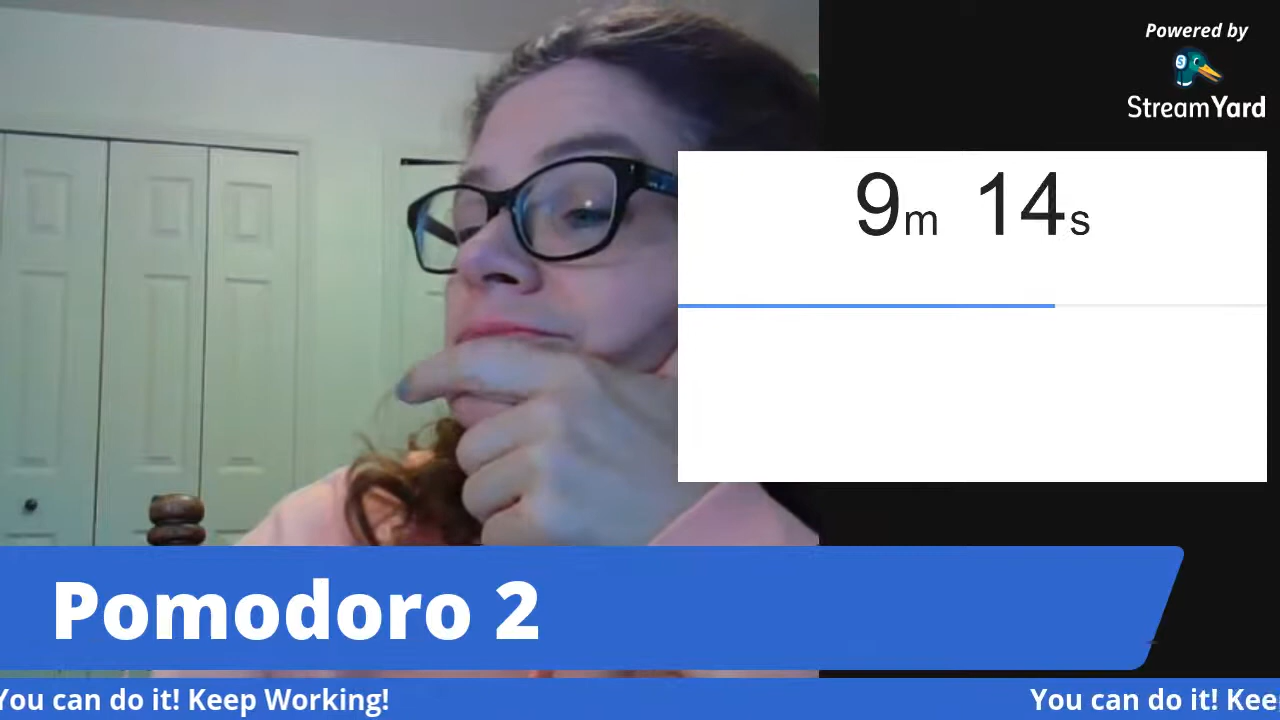 Powered by
StreamYard
9m 14s
Pomodoro 2
You can do it! Keep Working!
You can do it! Kee